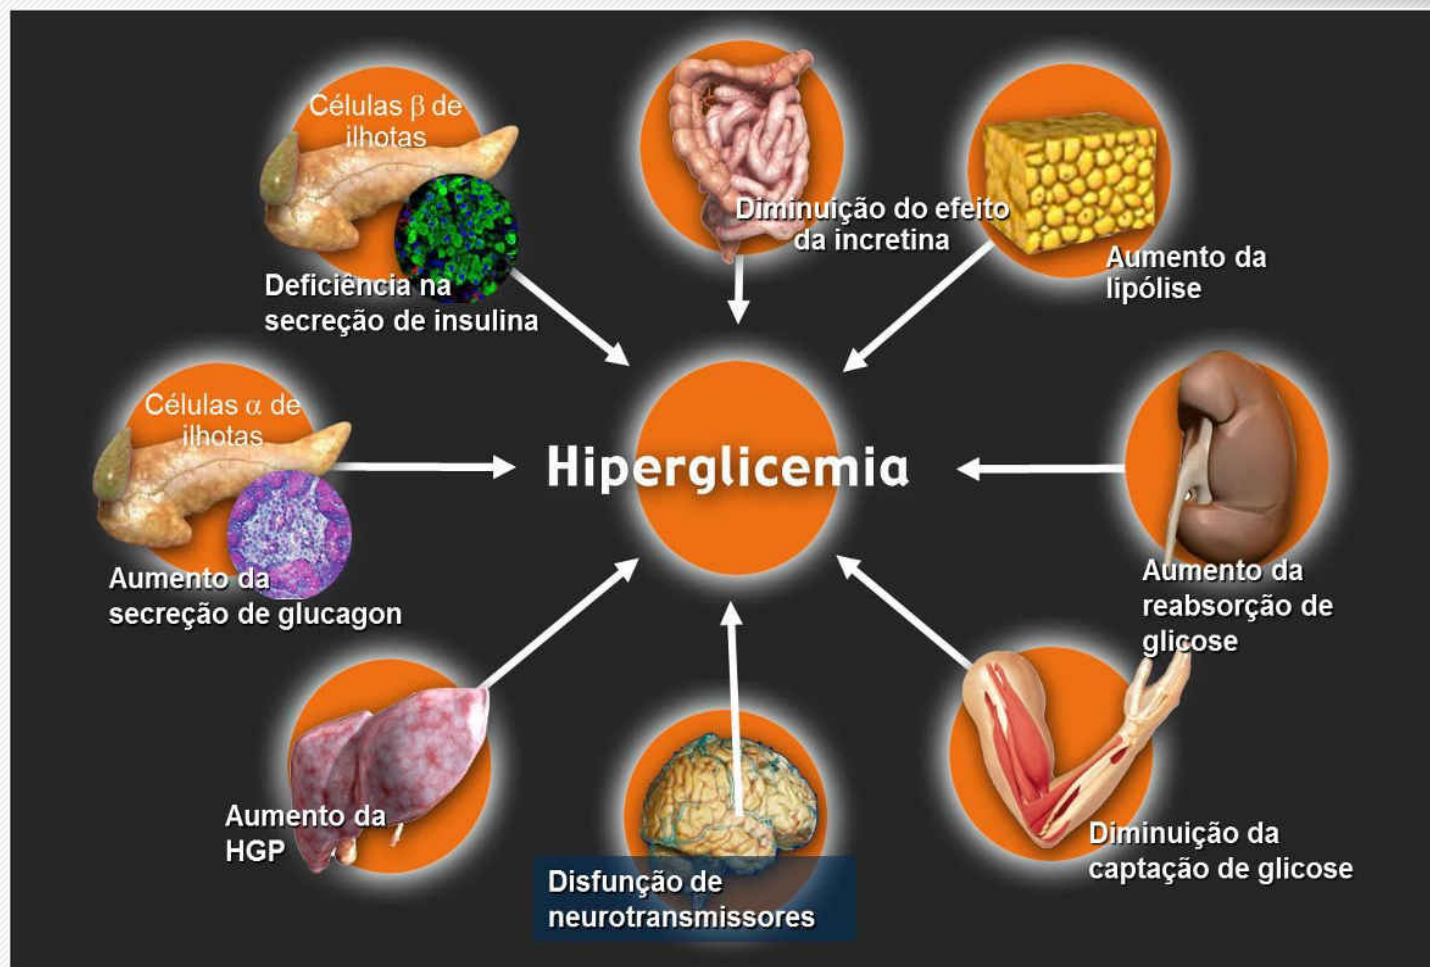 Células β de
ilhotas
Deficiência na
secreção de insulina
Diminuição do efeito
da incretina
Aumento da
lipólise
Células α de
ilhotas
Aumento da
secreção de glucagon
Hiperglicemia
Aumento da
reabsorção de
glicose
Aumento da
HGP
Disfunção de
neurotransmissores
Diminuição da
captação de glicose